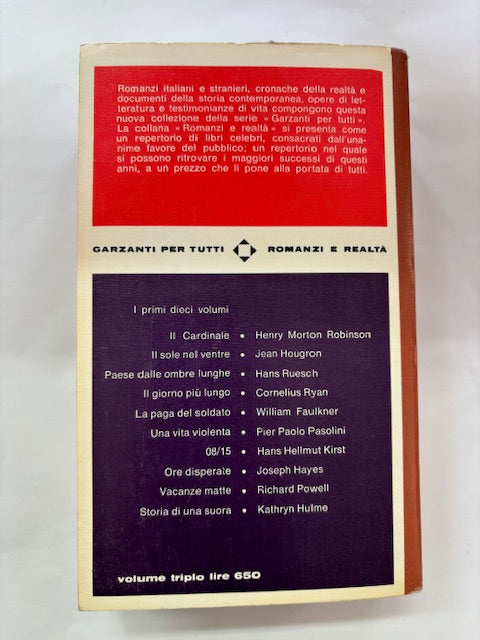 Romanzi italiani e stranieri, cronache della realtà e
documenti della storia contemporanea, opere di let-
teratura e testimonianze di vita compongono questa
nuova collezione della serie «Garzanti per tutti».
La collana «Romanzi e realtà» si presenta come
un repertorio di libri celebri, consacrati dall'una-
nime favore del pubblico; un repertorio nel quale
si possono ritrovare i maggiori successi di questi
anni, a un prezzo che li pone alla portata di tutti.
GARZANTI PER TUTTI ROMANZI E REALTÀ
I primi dieci volumi
Il Cardinale • Henry Morton Robinson
Il sole nel ventre • Jean Hougron
Paese dalle ombre lunghe • Hans Ruesch
Il giorno più lungo • Cornelius Ryan
La paga del soldato • William Faulkner
Una vita violenta • Pier Paolo Pasolini
08/15 • Hans Hellmut Kirst
Ore disperate • Joseph Hayes
Vacanze matte • Richard Powell
Storia di una suora • Kathryn Hulme
volume triplo lire 650